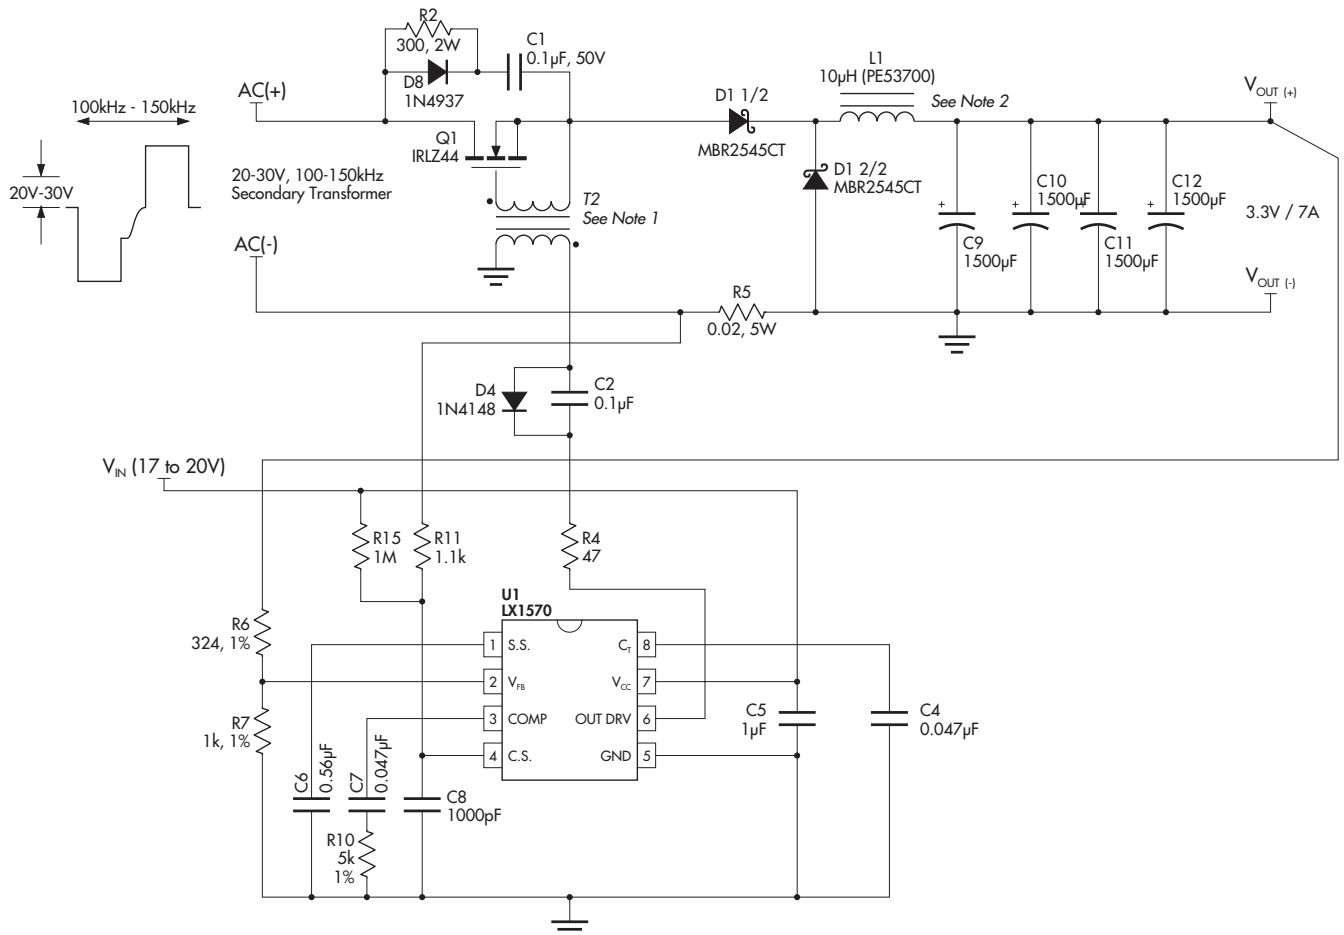 R2
300, 2W
D8
1N4937
C1
0.1µF, 50V
AC(+)
100kHz - 150kHz
20V-30V
Q1
IRLZ44
20-30V, 100-150kHz
Secondary Transformer
T2
See Note 1
AC(-)
D1 1/2
MBR2545CT
L1
10µH (PE53700)
See Note 2
D1 2/2
MBR2545CT
V OUT (+)
C10
1500µF
C12
1500µF
+
+
+
+
C9
1500µF
C11
1500µF
3.3V / 7A
V OUT (-)
R5
0.02, 5W
D4
1N4148
C2
0.1µF
VIN (17 to 20V)
R15
1M
R11
1.1k
R4
47
U1
LX1570
R6
324, 1%
R7
1k, 1%
1 S.S.
CT 8
2 VFB
VCC 7
3 COMP
OUT DRV 6
4 C.S.
GND 5
C6
0.56µF
C7
0.047µF
C8
1000pF
R10
5k
1%
C5
1µF
C4
0.047µF